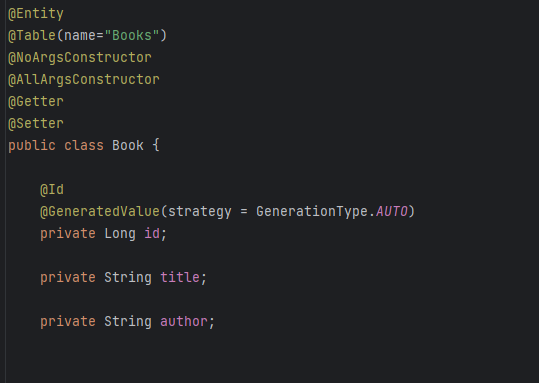 @Entity
@Table(name="Books")
@NoArgsConstructor
@AllArgsConstructor
@Getter
@Setter
public class Book {
@Id
@GeneratedValue(strategy = GenerationType.AUTO)
private Long id;
private String title;
private String author;